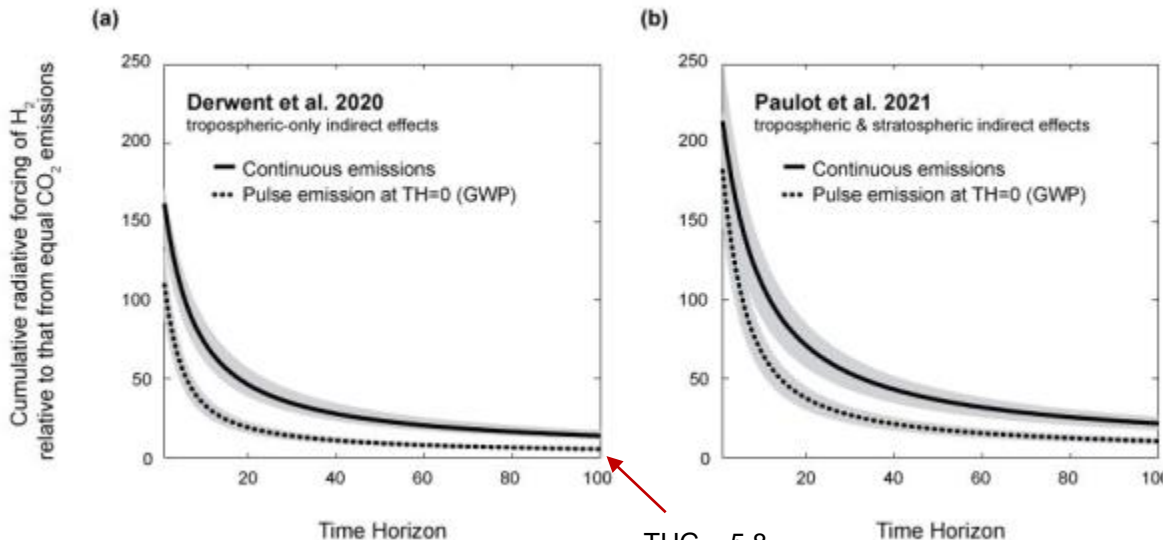 (a)
(b)
Cumulative radiative forcing of H2
relative to that from equal CO2 emissions
250
200
150
100
50
0
Derwent et al. 2020
tropospheric-only indirect effects
Continuous emissions
Pulse emission at TH=0 (GWP)
20 40 60 80 100
Time Horizon
250
200
150
100
50
0
Paulot et al. 2021
tropospheric & stratospheric indirect effects
Continuous emissions
Pulse emission at TH=0 (GWP)
20 40 60 80 100
Time Horizon
5.8